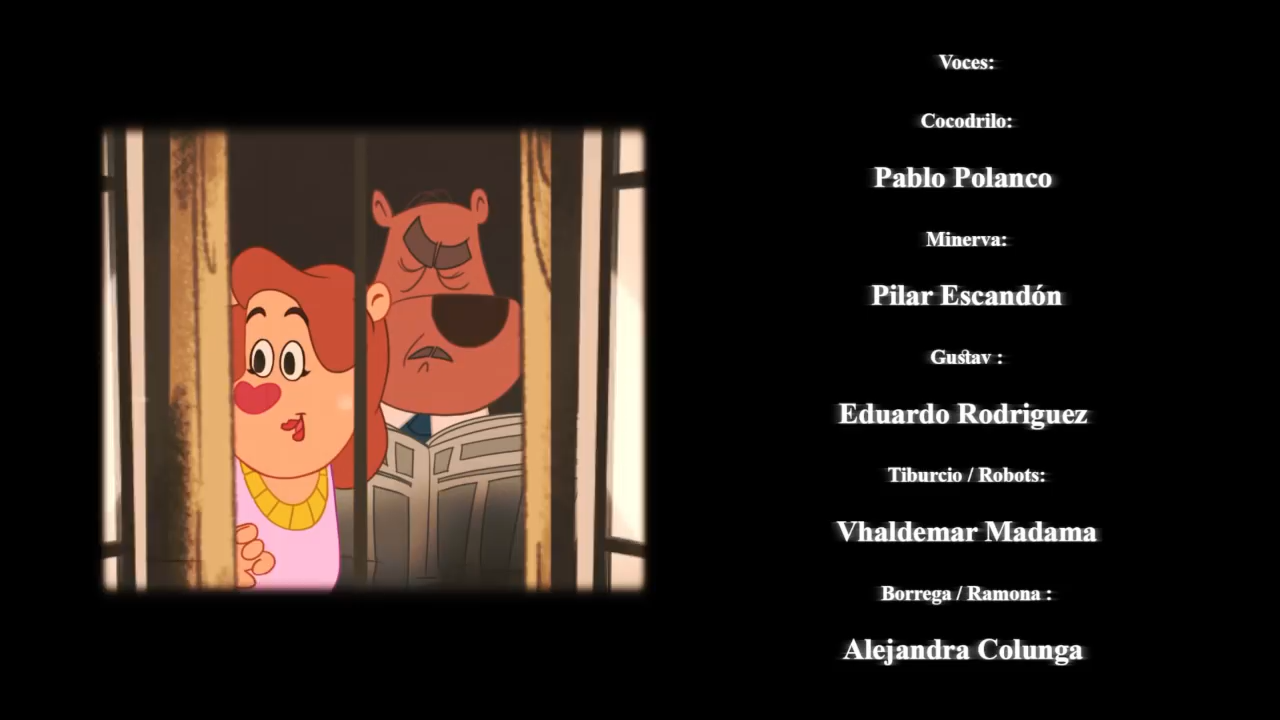 Voces:
Cocodrilo:
Pablo Polanco
Minerva:
Pilar Escandón
Gustav :
Eduardo Rodriguez
Tiburcio / Robots:
Vhaldemar Madama
Borrega / Ramona :
Alejandra Colunga